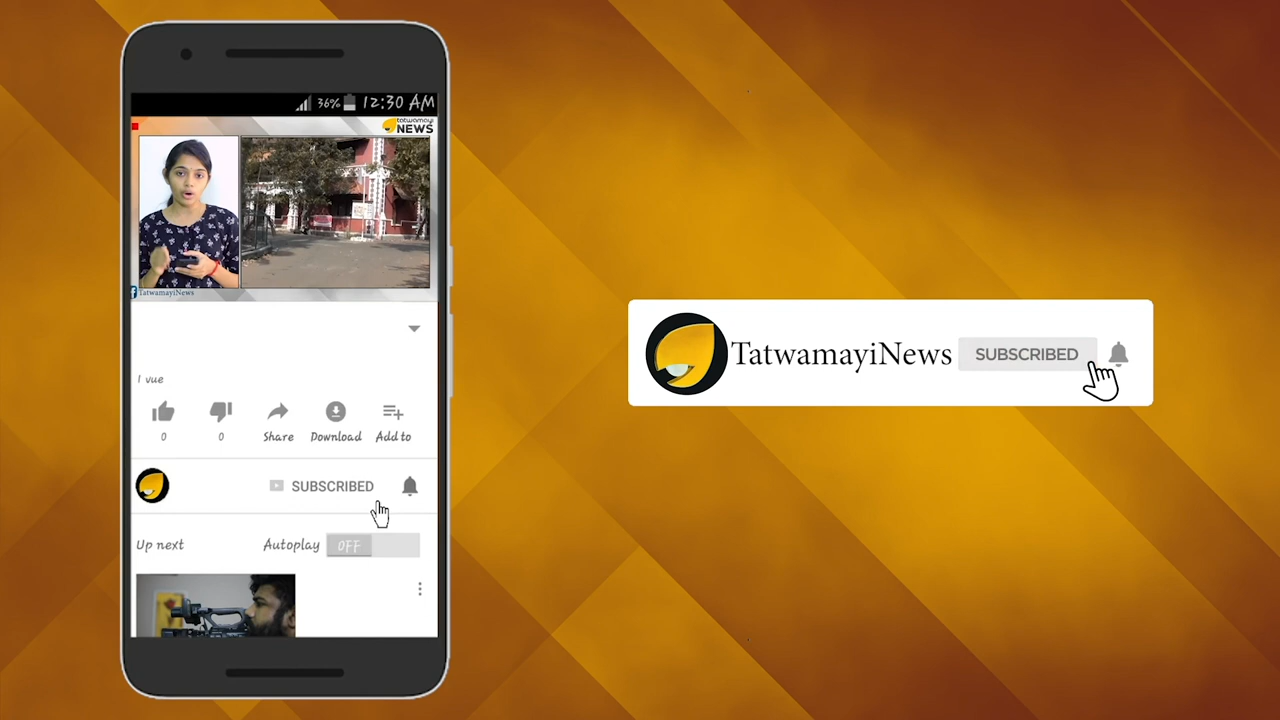 36% 12:30 AM
tatwamayi
NEWS
TatwamayiNews
1 vue
0 0 Share Download Add to
SUBSCRIBED
Up next Autoplay OFF
TatwamayiNews SUBSCRIBED